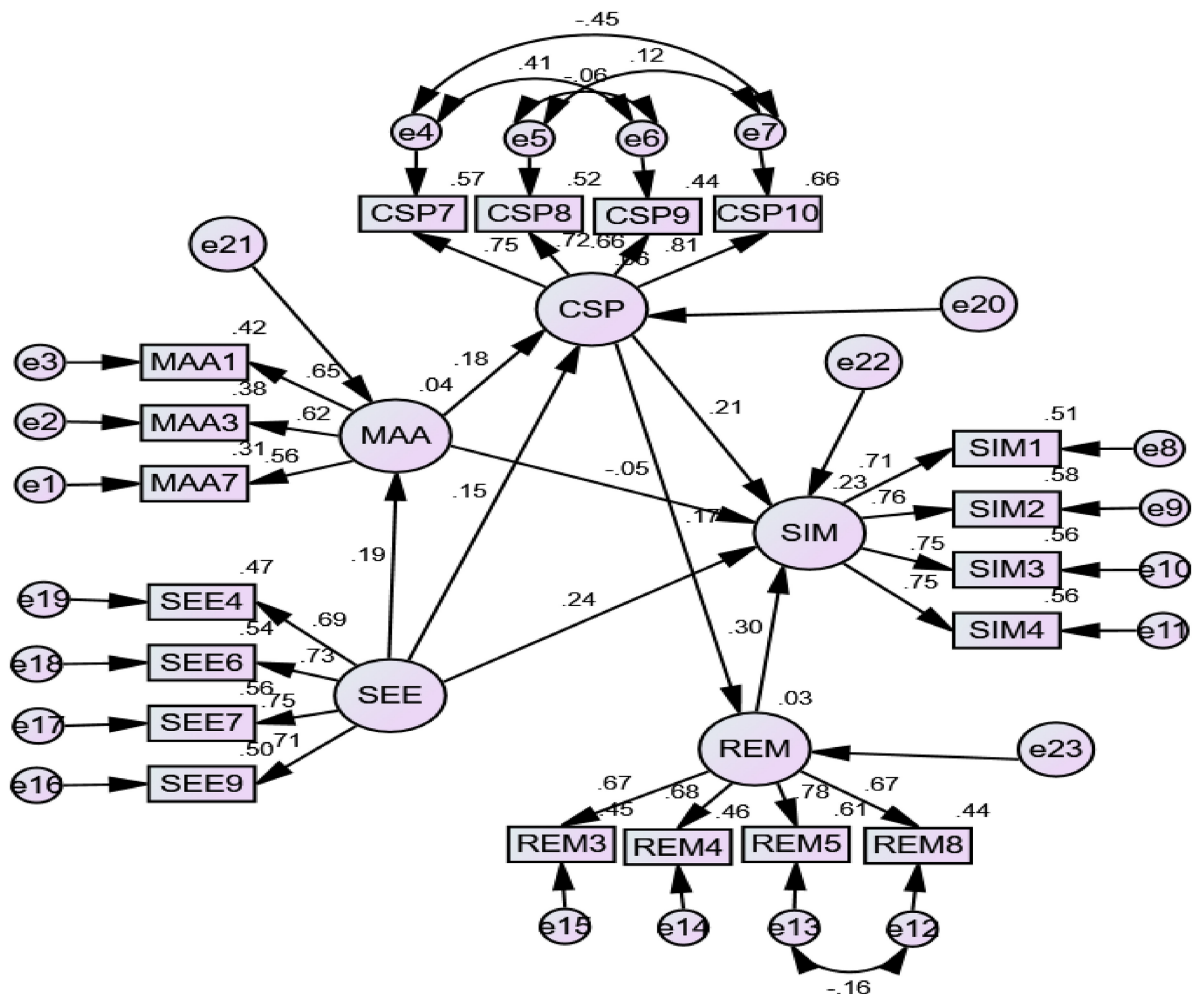 -.45
.41
-.06
.12
e4
e5
e6
e7
.57
.52
.44
.66
CSP7
CSP8
CSP9
CSP10
.75
.72
.66
.81
e21
CSP
e20
.42
e3
MAA1
.65
.18
e22
.38
.04
e2
MAA3
.62
MAA
.21
.31
.56
e1
MAA7
-.05
.15
.17
.51
.71
SIM1
e8
.23
.58
.76
SIM2
e9
SIM
.56
.75
SIM3
e10
.56
.75
SIM4
e11
.19
.24
.30
.47
e19
SEE4
.69
.54
e18
SEE6
.73
SEE
.56
.75
e17
SEE7
.50
.71
e16
SEE9
.03
REM
e23
.67
.68
.78
.67
.45
.46
.61
.44
REM3
REM4
REM5
REM8
e15
e14
e13
e12
-.16